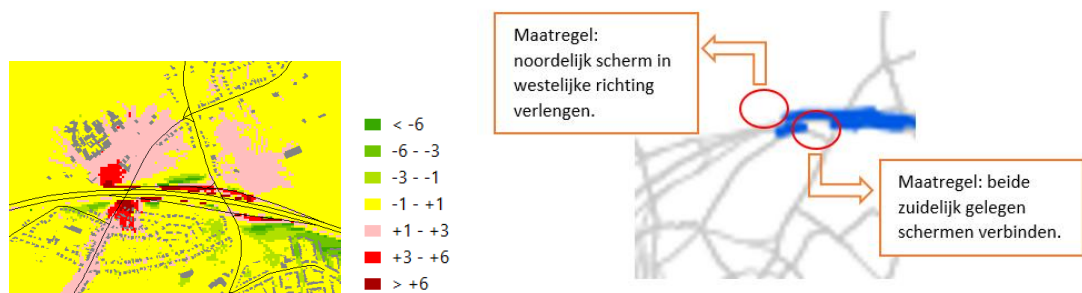 < -6
-6 - -3
-3 - -1
-1 - +1
+1 - +3
+3 - +6
> +6
Maatregel:
noordelijk scherm in
westelijke richting
verlengen.
Maatregel: beide
zuidelijk gelegen
schermen verbinden.